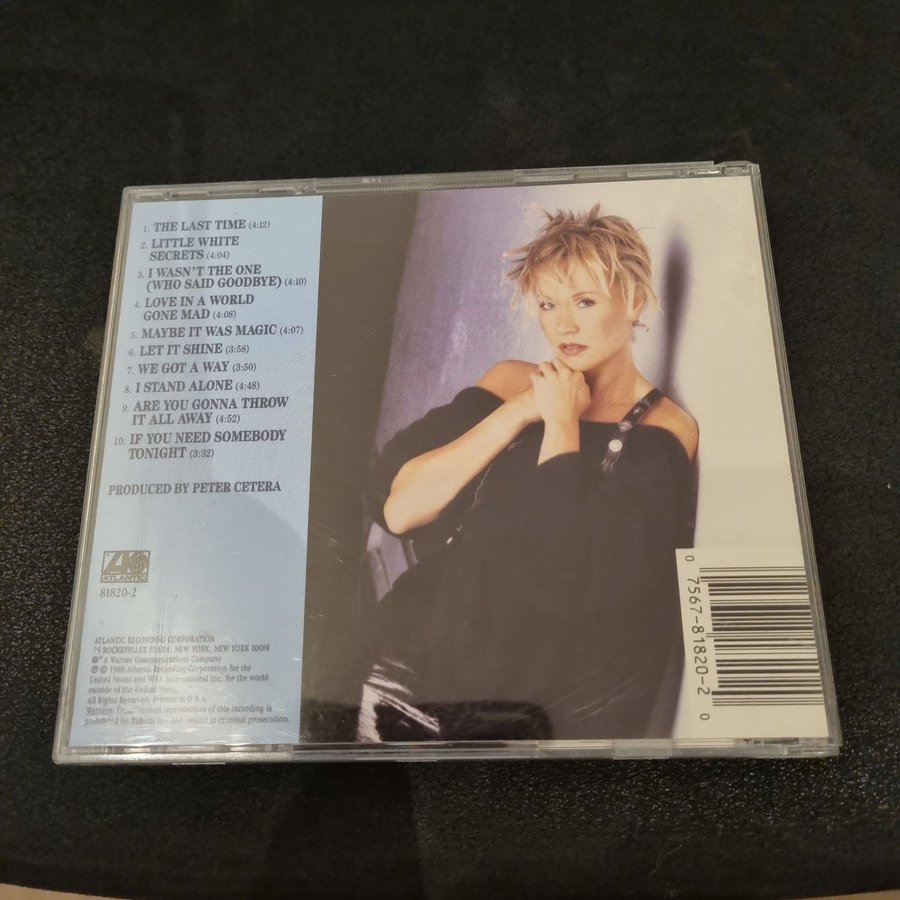 1. THE LAST TIME (4:12)
2. LITTLE WHITE
SECRETS (4:04)
3. I WASN'T THE ONE
(WHO SAID GOODBYE) (4:10)
4. LOVE IN A WORLD
GONE MAD (4:08)
5. MAYBE IT WAS MAGIC (4:07)
6. LET IT SHINE (3:58)
7. WE GOT A WAY (3:50)
8. I STAND ALONE (4:48)
9. ARE YOU GONNA THROW
IT ALL AWAY (4:52)
10. IF YOU NEED SOMEBODY
TONIGHT (3:32)
PRODUCED BY PETER CETERA
ATLANTIC
81820-2
ATLANTIC RECORDING CORPORATION
75 ROCKEFELLER PLAZA, NEW YORK, NEW YORK 10019
A Warner Communications Company
℗ © 1988 Atlantic Recording Corporation for the
United States and WEA International Inc. for the world
outside of the United States.
All Rights Reserved. Printed in U.S.A.
Warning: Unauthorized reproduction of this recording is
prohibited by Federal law and subject to criminal prosecution.
0 7567-81820-2 0